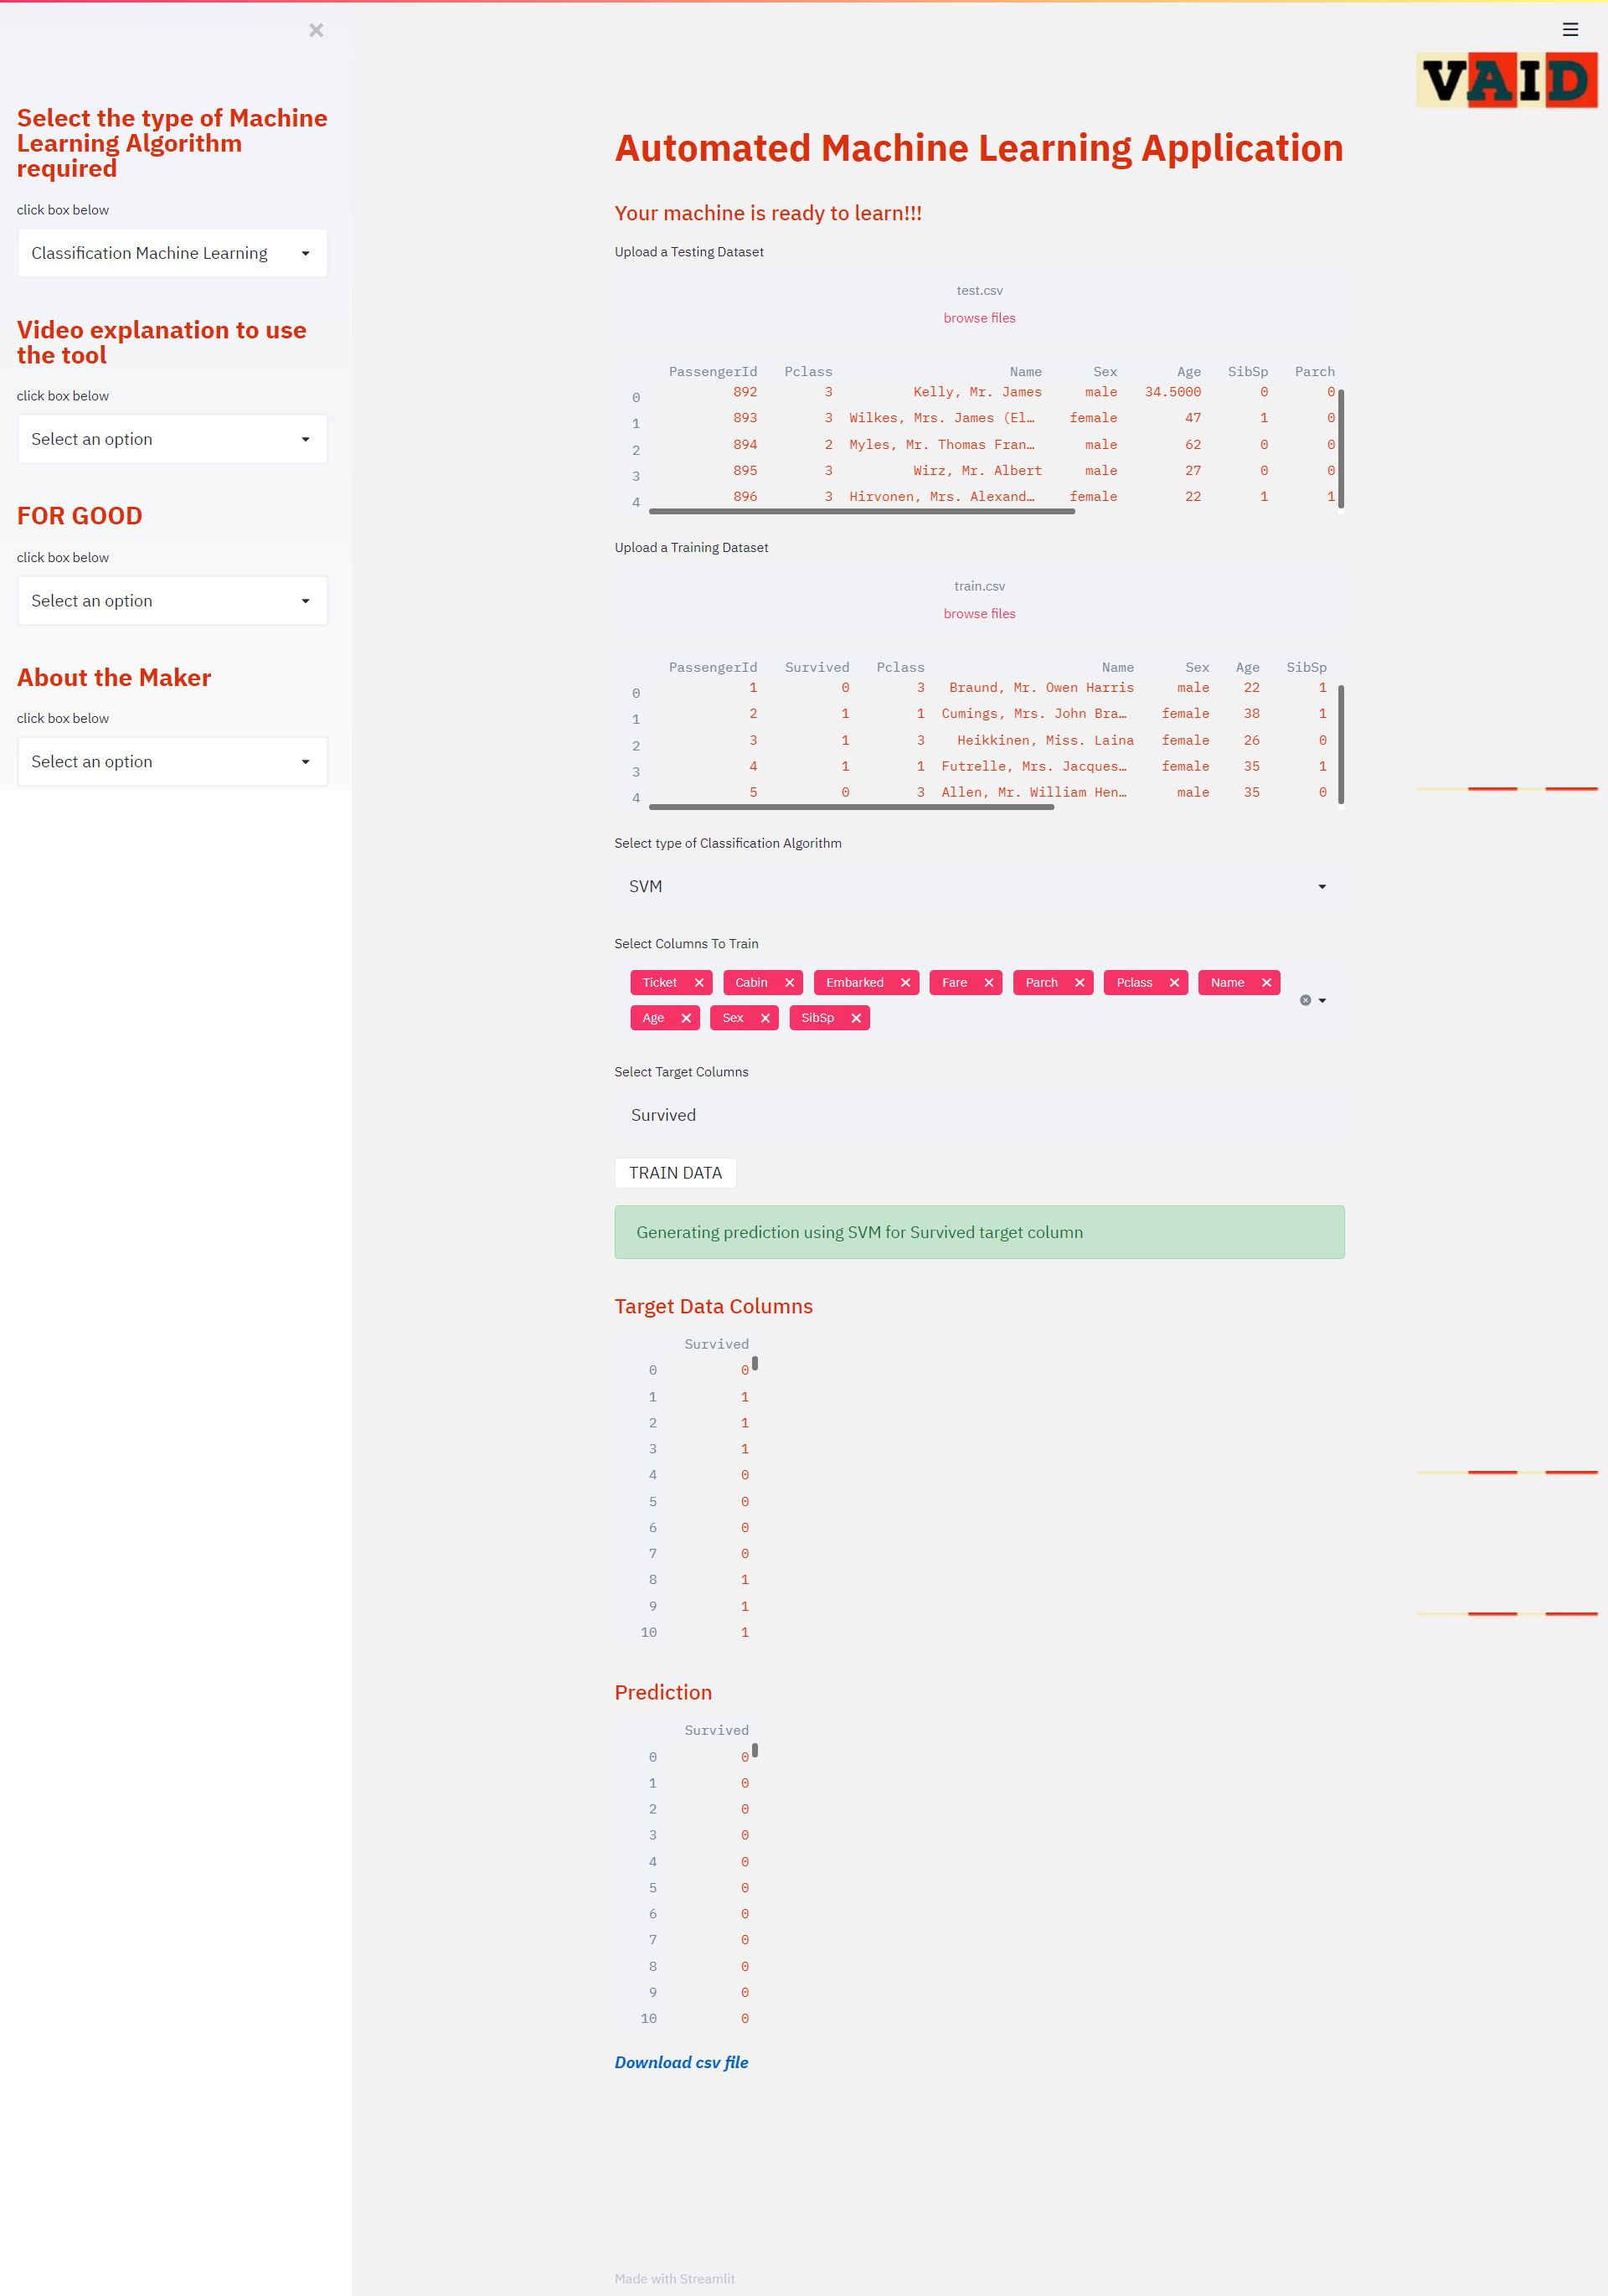 Select the type of Machine
Learning Algorithm
required
click box below
Classification Machine Learning
Video explanation to use
the tool
click box below
Select an option
FOR GOOD
click box below
Select an option
About the Maker
click box below
Select an option
VAID
Automated Machine Learning Application
Your machine is ready to learn!!!
Upload a Testing Dataset
test.csv
browse files
PassengerId Pclass Name Sex Age SibSp Parch
0 892 3 Kelly, Mr. James male 34.5000 0 0
1 893 3 Wilkes, Mrs. James (El… female 47 1 0
2 894 2 Myles, Mr. Thomas Fran… male 62 0 0
3 895 3 Wirz, Mr. Albert male 27 0 0
4 896 3 Hirvonen, Mrs. Alexand… female 22 1 1
Upload a Training Dataset
train.csv
browse files
PassengerId Survived Pclass Name Sex Age SibSp
0 1 0 3 Braund, Mr. Owen Harris male 22 1
1 2 1 1 Cumings, Mrs. John Bra… female 38 1
2 3 1 3 Heikkinen, Miss. Laina female 26 0
3 4 1 1 Futrelle, Mrs. Jacques… female 35 1
4 5 0 3 Allen, Mr. William Hen… male 35 0
Select type of Classification Algorithm
SVM
Select Columns To Train
Ticket Cabin Embarked Fare Parch Pclass Name
Age Sex SibSp
Select Target Columns
Survived
TRAIN DATA
Generating prediction using SVM for Survived target column
Target Data Columns
Survived
0 0
1 1
2 1
3 1
4 0
5 0
6 0
7 0
8 1
9 1
10 1
Prediction
Survived
0 0
1 0
2 0
3 0
4 0
5 0
6 0
7 0
8 0
9 0
10 0
Download csv file
Made with Streamlit